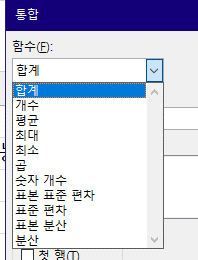 통합
함수(F):
합계
합계
개수
평균
최대
최소
곱
숫자 개수
표본 표준 편차
표준 편차
표본 분산
분산
첫 행(T)